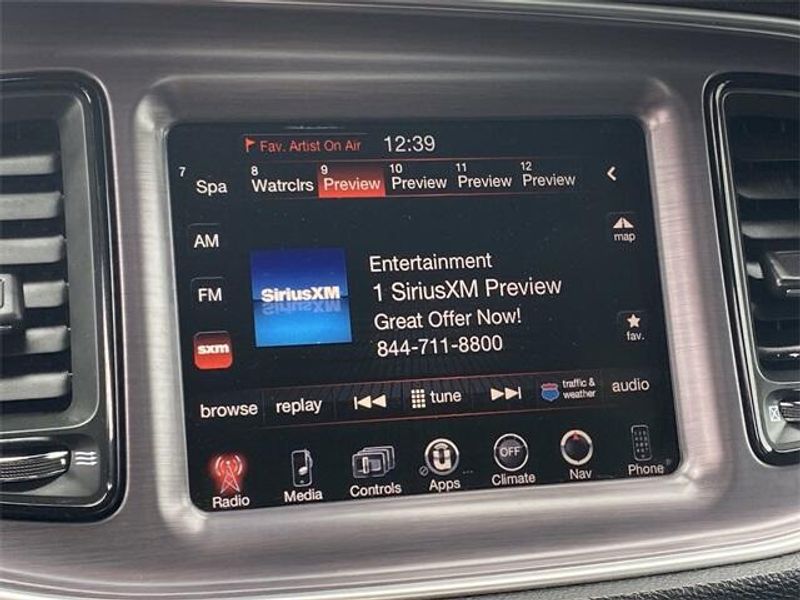 Fav. Artist On Air 12:39
7 Spa 8 Watrclrs 9 Preview 10 Preview 11 Preview 12 Preview
AM
map
Entertainment
SiriusXM
1 SiriusXM Preview
FM
Great Offer Now!
fav.
sxm
844-711-8800
browse replay tune traffic & weather audio
Radio Media Controls Apps Climate OFF Nav Phone